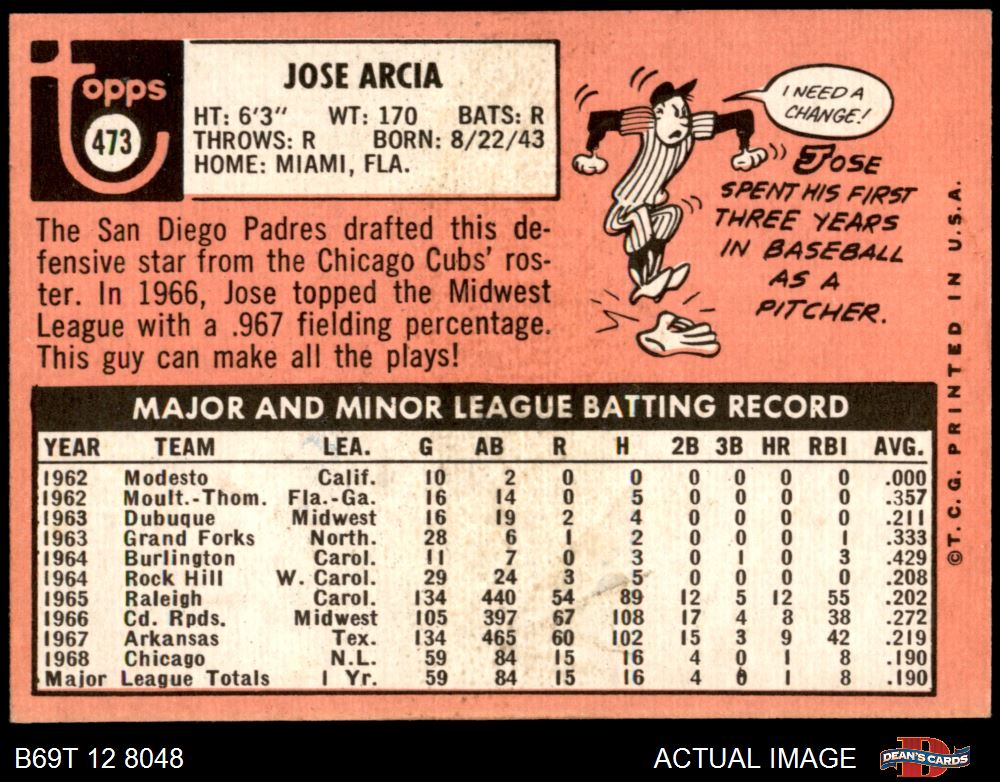 topps
473
JOSE ARCIA
HT: 6'3" WT: 170 BATS: R
THROWS: R BORN: 8/22/43
HOME: MIAMI, FLA.
The San Diego Padres drafted this de-
fensive star from the Chicago Cubs' ros-
ter. In 1966, Jose topped the Midwest
League with a .967 fielding percentage.
This guy can make all the plays!
I NEED A
CHANGE!
JOSE
SPENT HIS FIRST
THREE YEARS
IN BASEBALL
AS A
PITCHER.
©T.C.G. PRINTED IN U.S.A.
MAJOR AND MINOR LEAGUE BATTING RECORD
YEAR TEAM LEA. G AB R H 2B 3B HR RBI AVG.
1962 Modesto Calif. 10 2 0 0 0 0 0 0 .000
1962 Moult.-Thom. Fla.-Ga. 16 14 0 5 0 0 0 0 .357
1963 Dubuque Midwest 16 19 2 4 0 0 0 0 .211
1963 Grand Forks North. 28 6 1 2 0 0 0 1 .333
1964 Burlington Carol. 11 7 0 3 0 1 0 3 .429
1964 Rock Hill W. Carol. 29 24 3 5 0 0 0 0 .208
1965 Raleigh Carol. 134 440 54 89 12 5 12 55 .202
1966 Cd. Rpds. Midwest 105 397 67 108 17 4 8 38 .272
1967 Arkansas Tex. 134 465 60 102 15 3 9 42 .219
1968 Chicago N.L. 59 84 15 16 4 0 1 8 .190
Major League Totals 1 Yr. 59 84 15 16 4 0 1 8 .190
B69T 12 8048 ACTUAL IMAGE DEAN'S CARDS